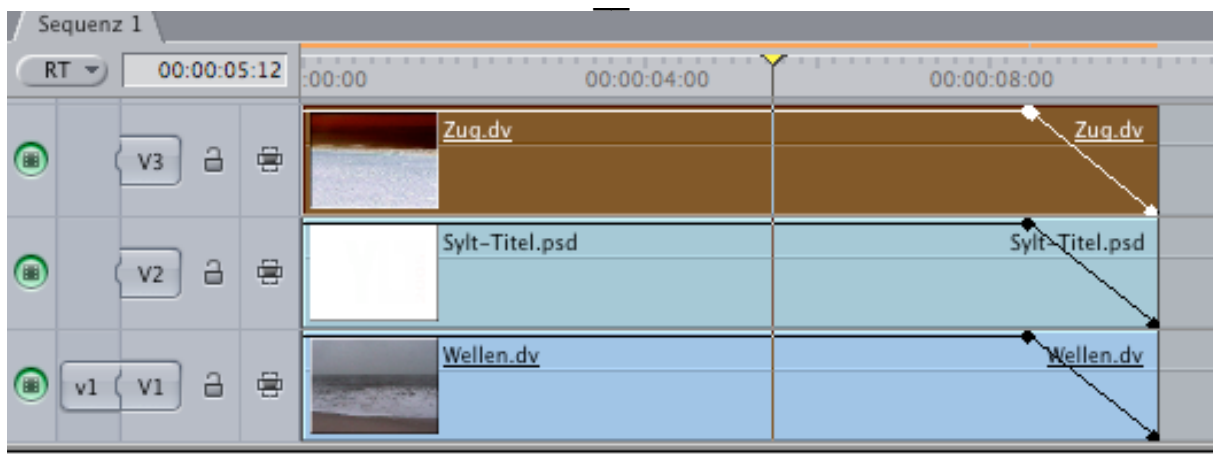 Sequenz 1
RT 00:00:05:12 :00:00 00:00:04:00 00:00:08:00
V3 Zug.dv Zug.dv
V2 Sylt-Titel.psd Sylt-Titel.psd
v1 V1 Wellen.dv Wellen.dv